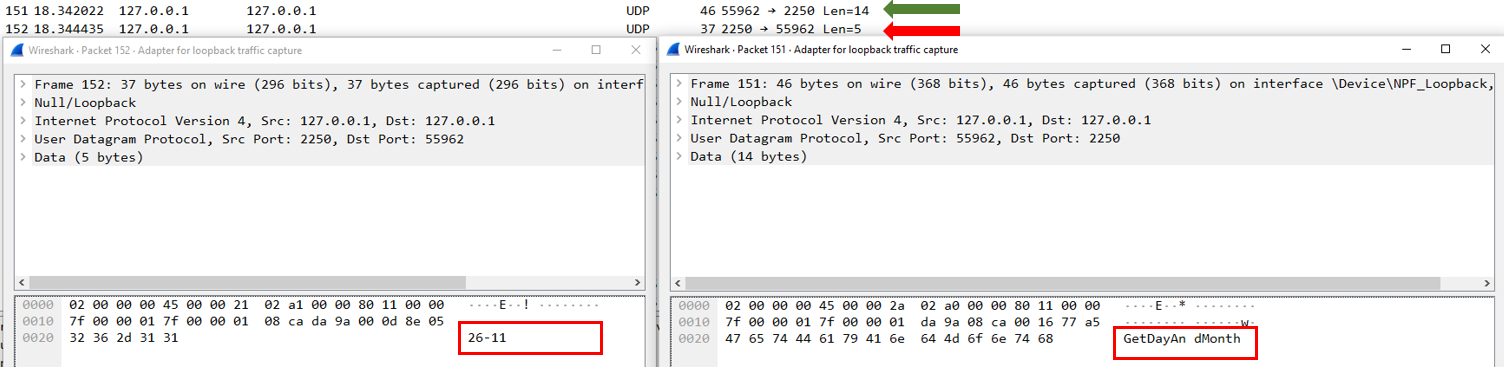 151 18.342022 127.0.0.1 127.0.0.1 UDP 46 55962 → 2250 Len=14
152 18.344435 127.0.0.1 127.0.0.1 UDP 37 2250 → 55962 Len=5
Wireshark · Packet 152 · Adapter for loopback traffic capture
Frame 152: 37 bytes on wire (296 bits), 37 bytes captured (296 bits) on interf
Null/Loopback
Internet Protocol Version 4, Src: 127.0.0.1, Dst: 127.0.0.1
User Datagram Protocol, Src Port: 2250, Dst Port: 55962
Data (5 bytes)
0000 02 00 00 00 45 00 00 21 02 a1 00 00 80 11 00 00 ····E··! ········
0010 7f 00 00 01 7f 00 00 01 08 ca da 9a 00 0d 8e 05
0020 32 36 2d 31 31 26-11
Wireshark · Packet 151 · Adapter for loopback traffic capture
Frame 151: 46 bytes on wire (368 bits), 46 bytes captured (368 bits) on interface \Device\NPF_Loopback,
Null/Loopback
Internet Protocol Version 4, Src: 127.0.0.1, Dst: 127.0.0.1
User Datagram Protocol, Src Port: 55962, Dst Port: 2250
Data (14 bytes)
0000 02 00 00 00 45 00 00 2a 02 a0 00 00 80 11 00 00 ····E··* ········
0010 7f 00 00 01 7f 00 00 01 da 9a 08 ca 00 16 77 a5 ········ ······w·
0020 47 65 74 44 61 79 41 6e 64 4d 6f 6e 74 68 GetDayAn dMonth